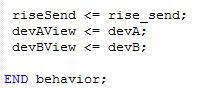 riseSend <= rise_send;
devAView <= devA;
devBView <= devB;
END behavior;